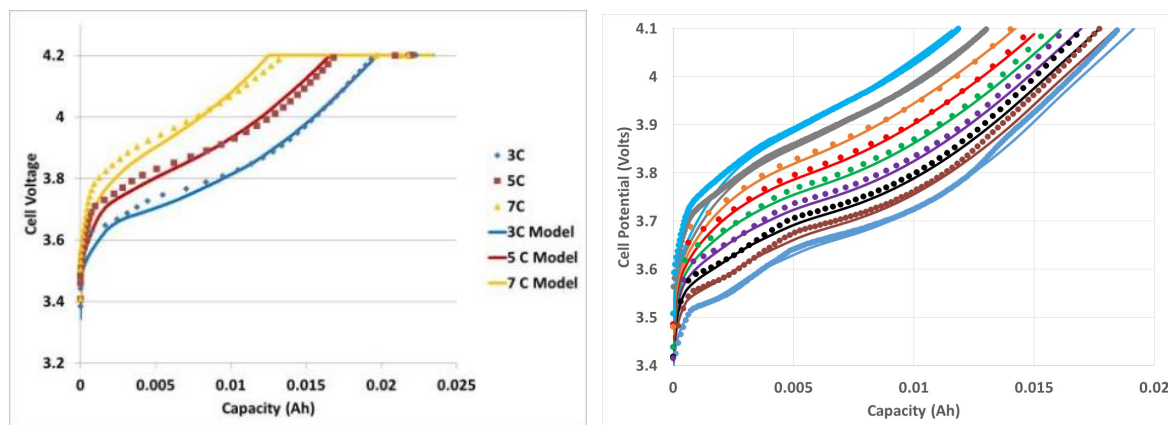 4.2
4
3.8
3.6
3.4
3.2
Cell Voltage
0
0.005
0.01
0.015
0.02
0.025
Capacity (Ah)
3C
5C
7C
3C Model
5 C Model
7 C Model
4.1
4
3.9
3.8
3.7
3.6
3.5
3.4
Cell Potential (Volts)
0
0.005
0.01
0.015
0.02
Capacity (Ah)